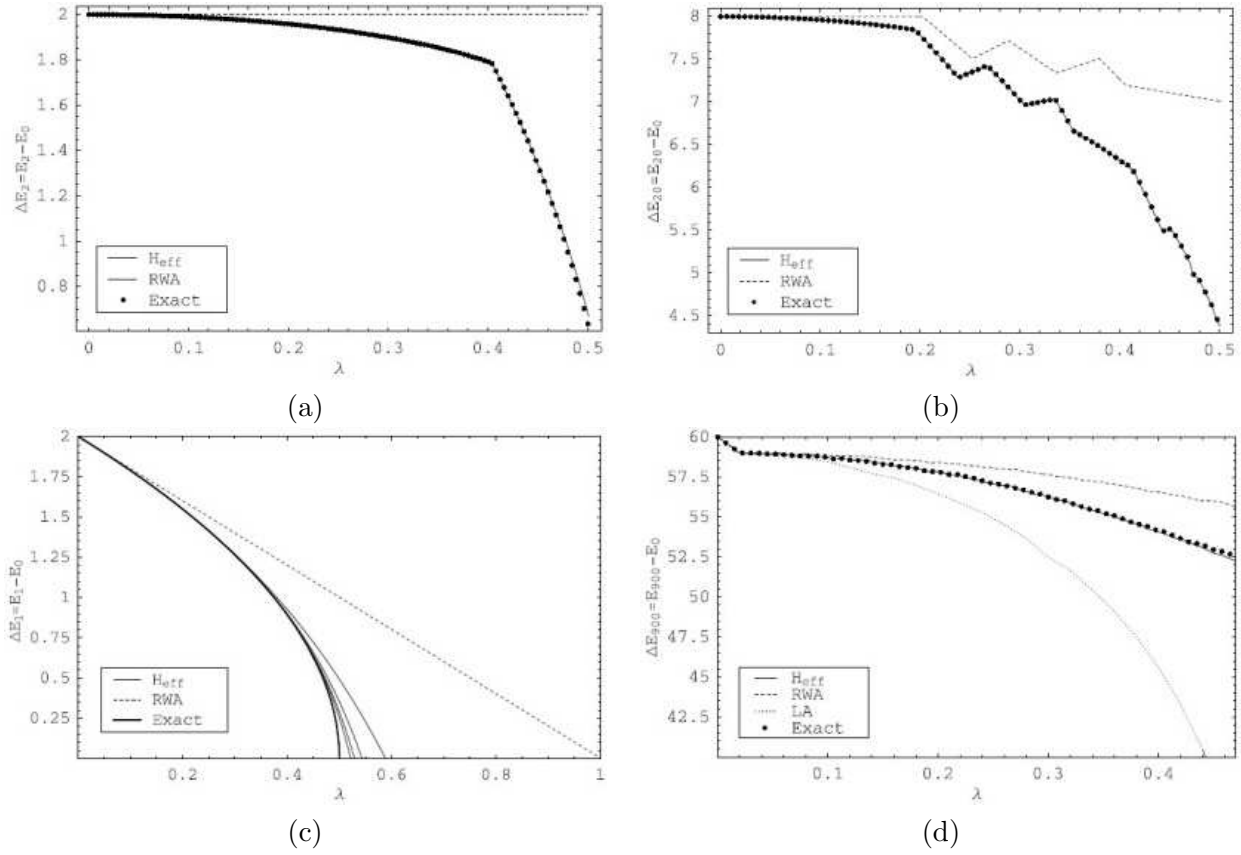 2
1.8
1.6
1.4
1.2
1
0.8
ΔE₂=E₂-E₀
H_eff
RWA
Exact
0 0.1 0.2 0.3 0.4 0.5
λ
(a)
8
7.5
7
6.5
6
5.5
5
4.5
ΔE₂₀=E₂₀-E₀
H_eff
RWA
Exact
0 0.1 0.2 0.3 0.4 0.5
λ
(b)
2
1.75
1.5
1.25
1
0.75
0.5
0.25
ΔE₁=E₁-E₀
H_eff
RWA
Exact
0.2 0.4 0.6 0.8 1
λ
(c)
60
57.5
55
52.5
50
47.5
45
42.5
ΔE₉₀₀=E₉₀₀-E₀
H_eff
RWA
LA
Exact
0.1 0.2 0.3 0.4
λ
(d)